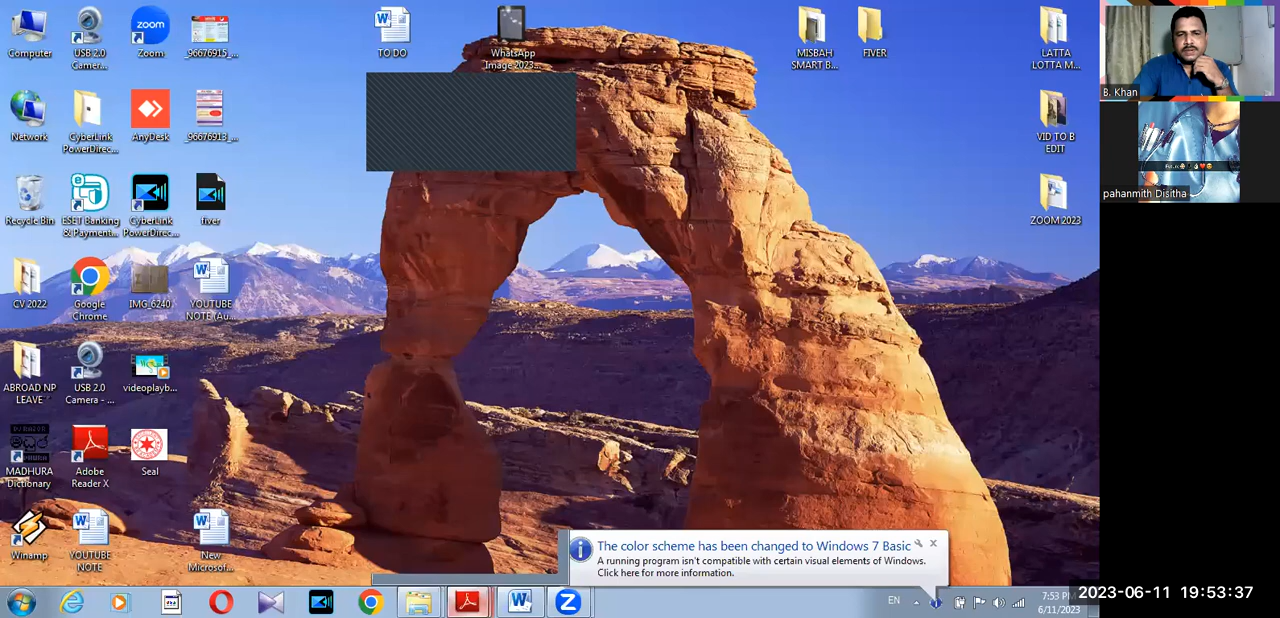 Computer
USB 2.0
Camer...
zoom
Zoom
_96676915_...
TO DO
WhatsApp
Image 2023...
MISBAH
SMART B...
FIVER
LATTA
LOTTA M...
B. Khan
Network
CyberLink
PowerDirec...
AnyDesk
_96676913_...
VID TO B
EDIT
pahanmith Disitha
Recycle Bin
ESET Banking
& Payment...
CyberLink
PowerDirec...
fiver
ZOOM 2023
CV 2022
Google
Chrome
IMG_6240
YOUTUBE
NOTE (Au...
ABROAD NP
LEAVE
USB 2.0
Camera - ...
videoplayb...
MADHURA
Dictionary
Adobe
Reader X
Seal
Winamp
YOUTUBE
NOTE
New
Microsof...
The color scheme has been changed to Windows 7 Basic
A running program isn't compatible with certain visual elements of Windows.
Click here for more information.
EN
7:53 PM
6/11/2023
2023-06-11 19:53:37